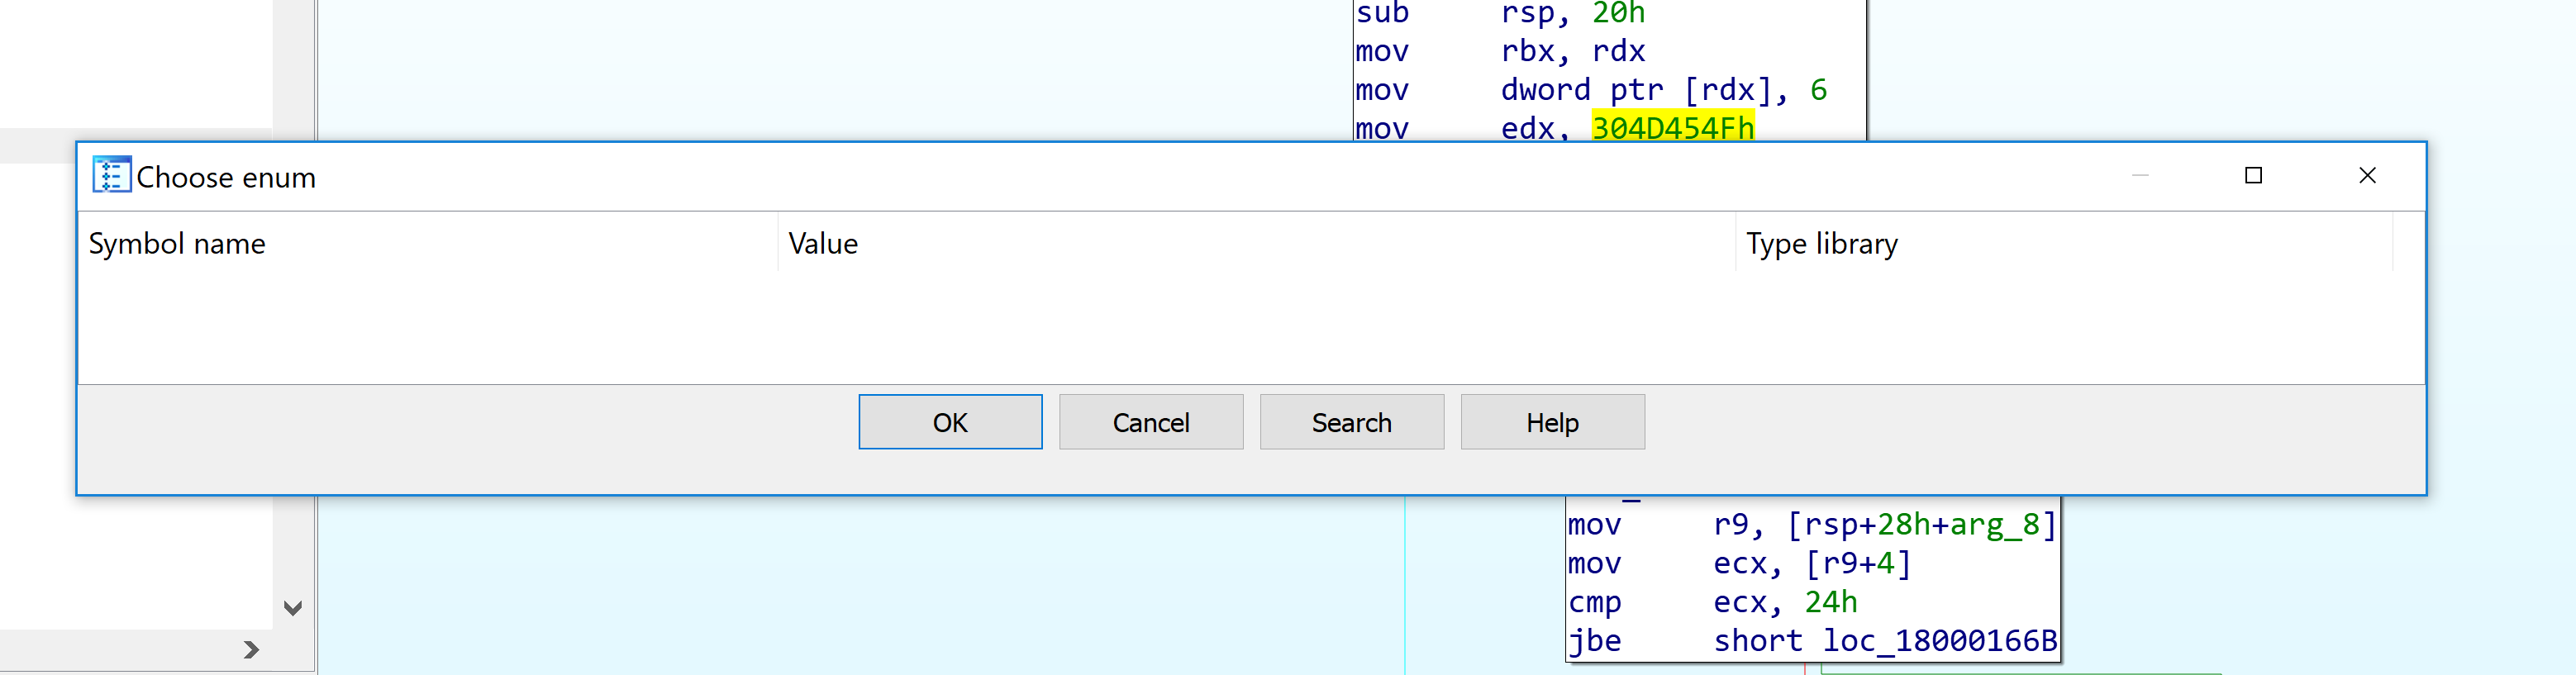 sub rsp, 20h
mov rbx, rdx
mov dword ptr [rdx], 6
mov edx, 304D454Fh
Choose enum
Symbol name Value Type library
OK Cancel Search Help
mov r9, [rsp+28h+arg_8]
mov ecx, [r9+4]
cmp ecx, 24h
jbe short loc_18000166B